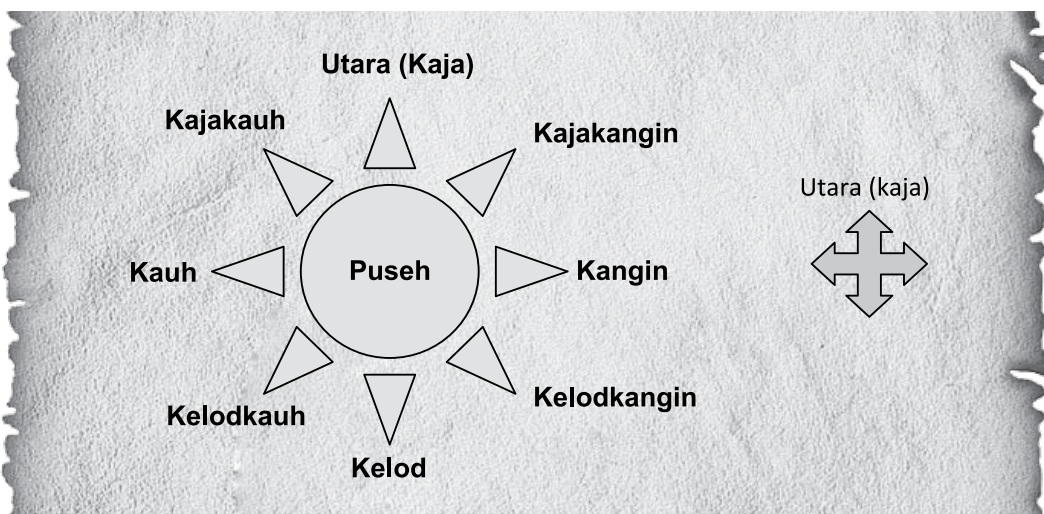 Utara (Kaja)
Kajakauh
Kajakangin
Utara (kaja)
Kauh
Puseh
Kangin
Kelodkauh
Kelodkangin
Kelod